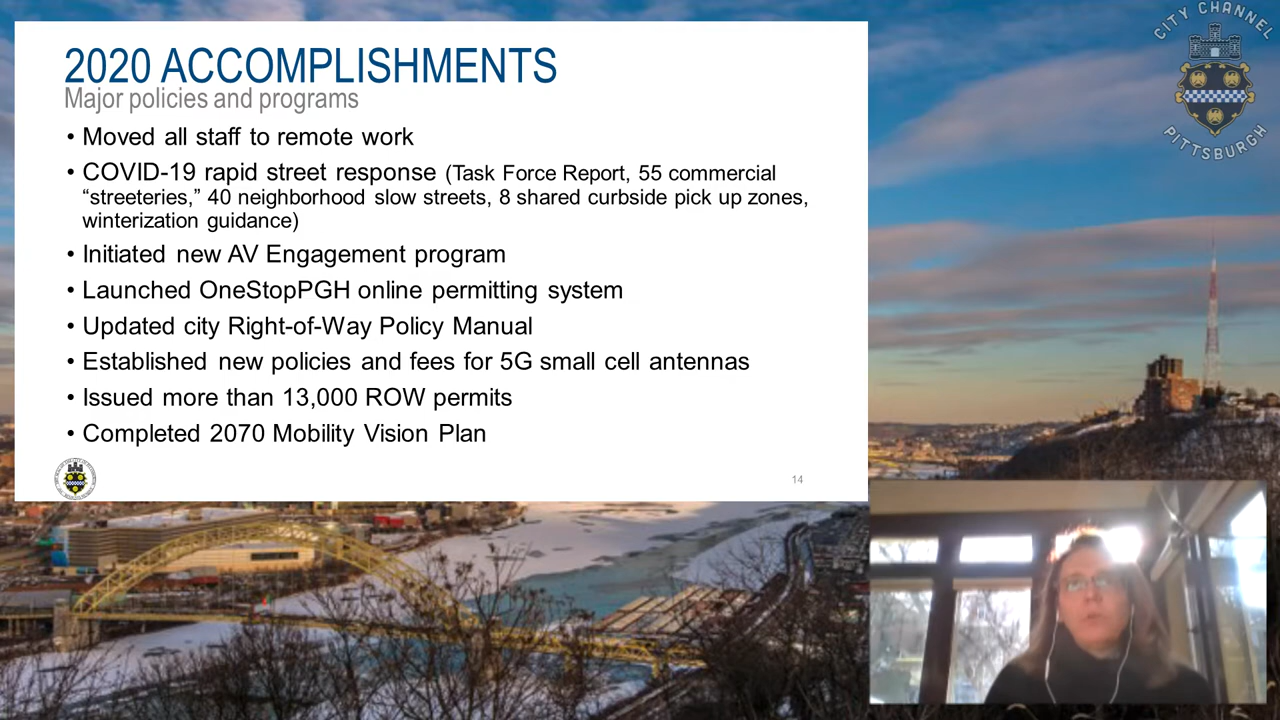 2020 ACCOMPLISHMENTS
Major policies and programs
• Moved all staff to remote work
• COVID-19 rapid street response (Task Force Report, 55 commercial
“streeteries,” 40 neighborhood slow streets, 8 shared curbside pick up zones,
winterization guidance)
• Initiated new AV Engagement program
• Launched OneStopPGH online permitting system
• Updated city Right-of-Way Policy Manual
• Established new policies and fees for 5G small cell antennas
• Issued more than 13,000 ROW permits
• Completed 2070 Mobility Vision Plan
14
CITY CHANNEL
PITTSBURGH